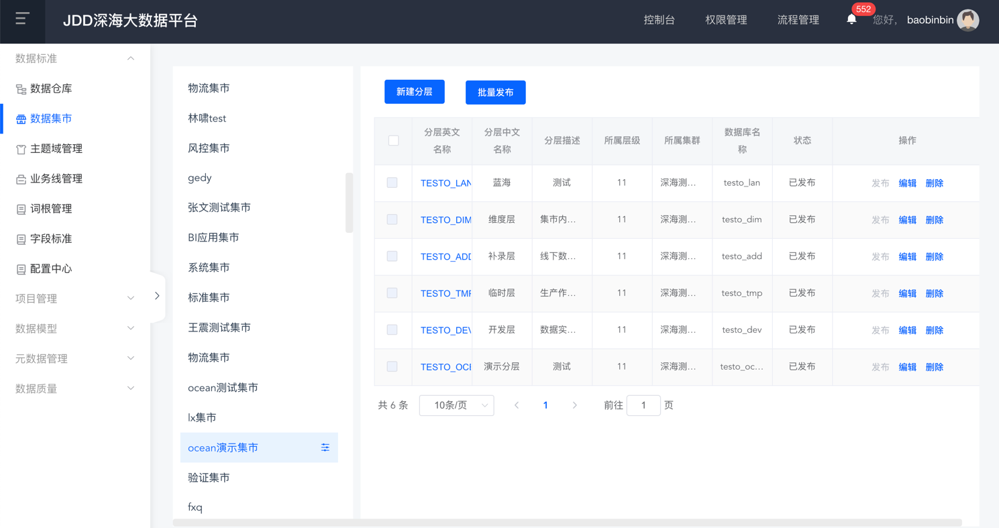 JDD深海大数据平台
控制台
权限管理
流程管理
552
您好,
baobinbin
数据标准
数据仓库
数据集市
主题域管理
业务线管理
词根管理
字段标准
配置中心
项目管理
数据模型
元数据管理
数据质量
物流集市
林啸test
风控集市
gedy
张文测试集市
BI应用集市
系统集市
标准集市
王震测试集市
物流集市
ocean测试集市
lx集市
ocean演示集市
验证集市
fxq
新建分层
批量发布
分层英文名称 分层中文名称 分层描述 所属层级 所属集群 数据库名称 状态 操作
TESTO_LAN 蓝海 测试 11 深海测... testo_lan 已发布 发布 编辑 删除
TESTO_DIM 维度层 集市内... 11 深海测... testo_dim 已发布 发布 编辑 删除
TESTO_ADD 补录层 线下数... 11 深海测... testo_add 已发布 发布 编辑 删除
TESTO_TMP 临时层 生产作... 11 深海测... testo_tmp 已发布 发布 编辑 删除
TESTO_DEV 开发层 数据实... 11 深海测... testo_dev 已发布 发布 编辑 删除
TESTO_OCE 演示分层 测试 11 深海测... testo_oc... 已发布 发布 编辑 删除
共 6 条 10条/页 1 前往 1 页